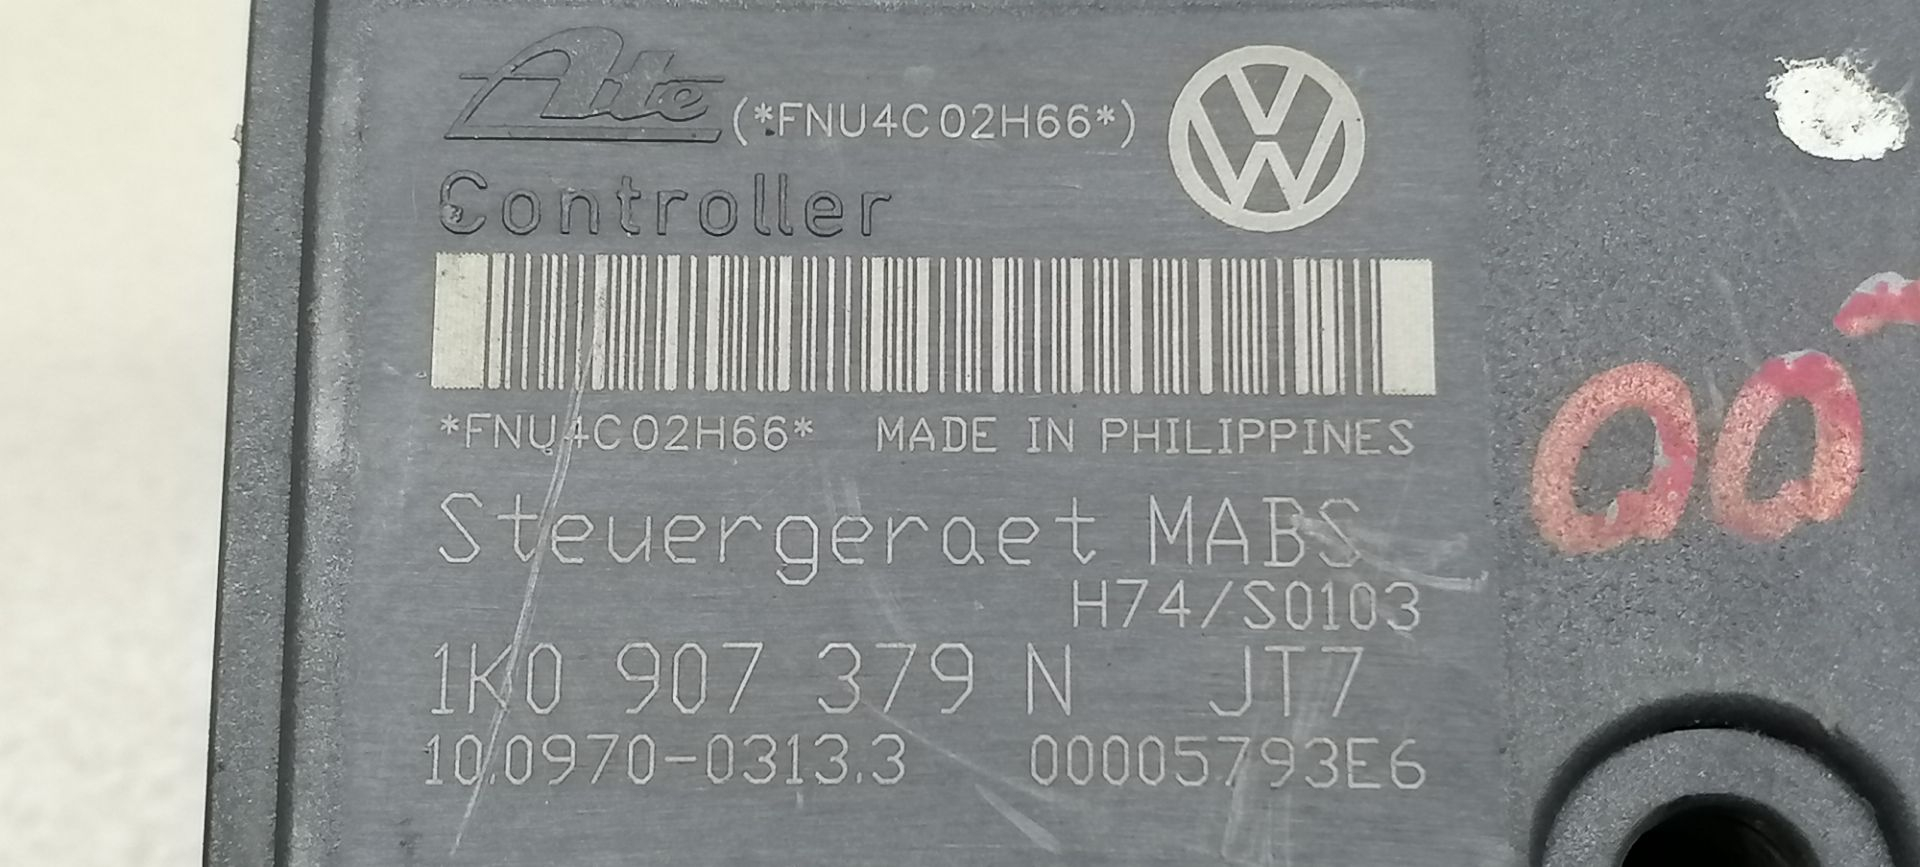 Ate (*FNU4C02H66*)
Controller
*FNU4C02H66* MADE IN PHILIPPINES
Steuergeraet MABS
H74/S0103
1K0 907 379 N JT7
10.0970-0313.3 00005793E6
00